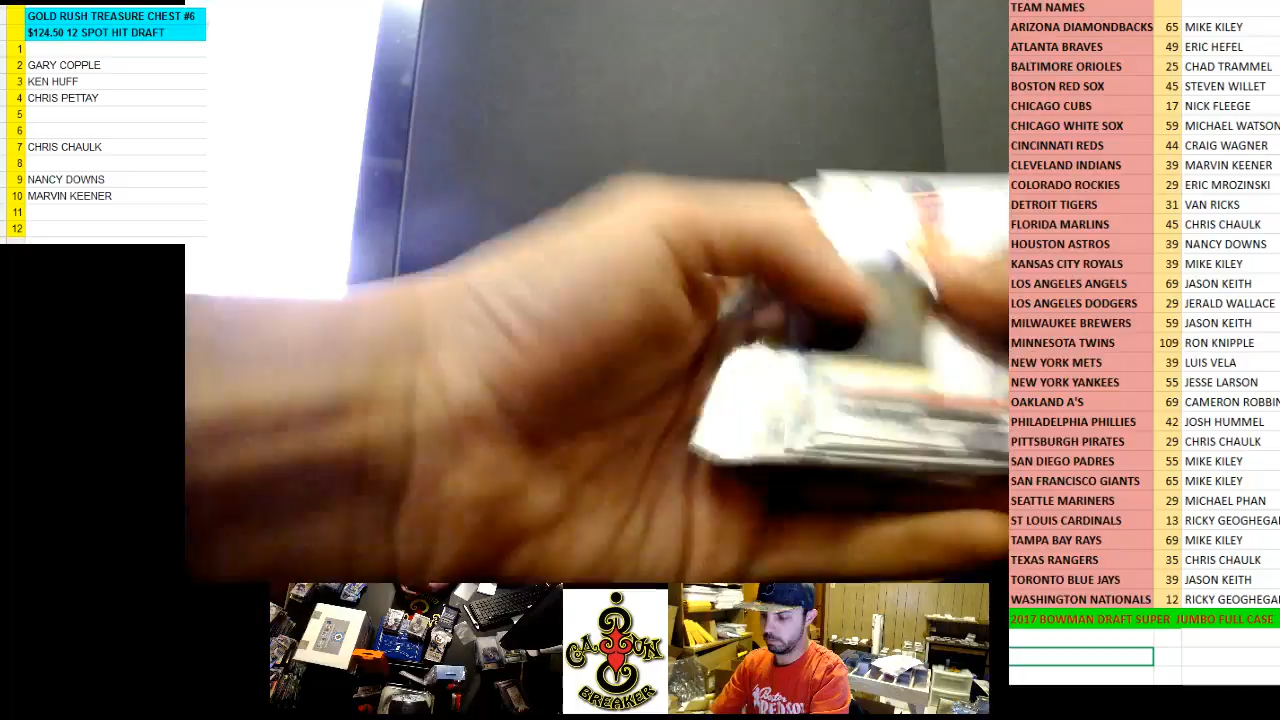 GOLD RUSH TREASURE CHEST #6
$124.50 12 SPOT HIT DRAFT
1
2 GARY COPPLE
3 KEN HUFF
4 CHRIS PETTAY
5
6
7 CHRIS CHAULK
8
9 NANCY DOWNS
10 MARVIN KEENER
11
12
TEAM NAMES
ARIZONA DIAMONDBACKS 65 MIKE KILEY
ATLANTA BRAVES 49 ERIC HEFEL
BALTIMORE ORIOLES 25 CHAD TRAMMEL
BOSTON RED SOX 45 STEVEN WILLET
CHICAGO CUBS 17 NICK FLEEGE
CHICAGO WHITE SOX 59 MICHAEL WATSON
CINCINNATI REDS 44 CRAIG WAGNER
CLEVELAND INDIANS 39 MARVIN KEENER
COLORADO ROCKIES 29 ERIC MROZINSKI
DETROIT TIGERS 31 VAN RICKS
FLORIDA MARLINS 45 CHRIS CHAULK
HOUSTON ASTROS 39 NANCY DOWNS
KANSAS CITY ROYALS 39 MIKE KILEY
LOS ANGELES ANGELS 69 JASON KEITH
LOS ANGELES DODGERS 29 JERALD WALLACE
MILWAUKEE BREWERS 59 JASON KEITH
MINNESOTA TWINS 109 RON KNIPPLE
NEW YORK METS 39 LUIS VELA
NEW YORK YANKEES 55 JESSE LARSON
OAKLAND A'S 69 CAMERON ROBBIN
PHILADELPHIA PHILLIES 42 JOSH HUMMEL
PITTSBURGH PIRATES 29 CHRIS CHAULK
SAN DIEGO PADRES 55 MIKE KILEY
SAN FRANCISCO GIANTS 65 MIKE KILEY
SEATTLE MARINERS 29 MICHAEL PHAN
ST LOUIS CARDINALS 13 RICKY GEOGHEGA
TAMPA BAY RAYS 69 MIKE KILEY
TEXAS RANGERS 35 CHRIS CHAULK
TORONTO BLUE JAYS 39 JASON KEITH
WASHINGTON NATIONALS 12 RICKY GEOGHEGA
2017 BOWMAN DRAFT SUPER JUMBO FULL CASE
CAJUN
BREAKER